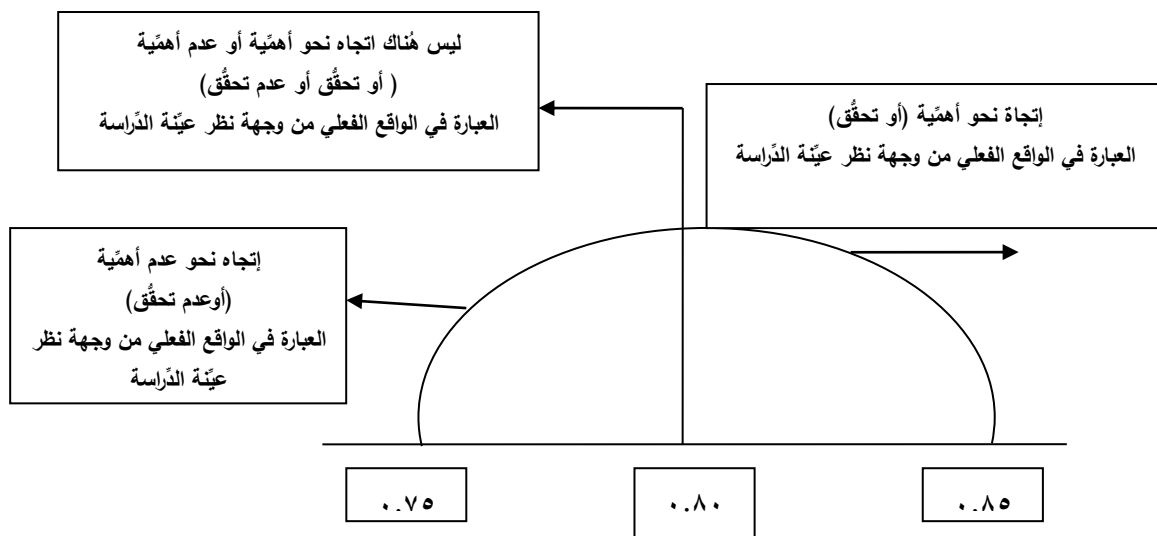 ليس هُناك اتجاه نحو أهمِّية أو عدم أهمِّية
( أو تحقُّق أو عدم تحقُّق)
العبارة في الواقع الفعلي من وجهة نظر عيِّنة الدِّراسة
إتجاة نحو أهمِّية (أو تحقُّق)
العبارة في الواقع الفعلي من وجهة نظر عيِّنة الدِّراسة
إتجاه نحو عدم أهمِّية
(أوعدم تحقُّق)
العبارة في الواقع الفعلي من وجهة نظر
عيِّنة الدِّراسة
٠.٧٥
٠.٨٠
٠.٨٥